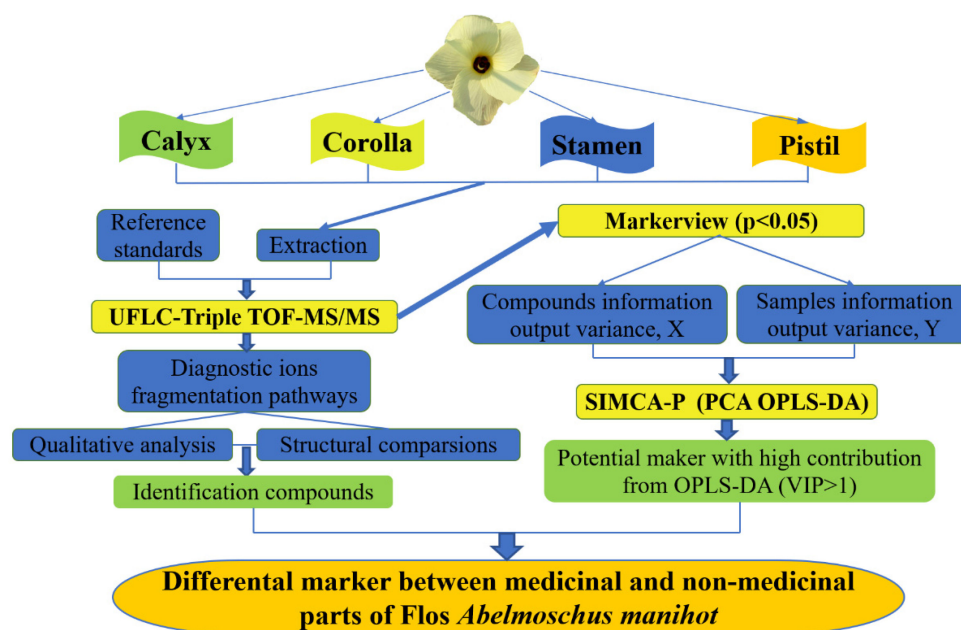 Calyx
Corolla
Stamen
Pistil
Reference
standards
Extraction
UFLC-Triple TOF-MS/MS
Diagnostic ions
fragmentation pathways
Qualitative analysis
Structural comparsions
Identification compounds
Markerview (p<0.05)
Compounds information
output variance, X
Samples information
output variance, Y
SIMCA-P (PCA OPLS-DA)
Potential maker with high contribution
from OPLS-DA (VIP>1)
Differental marker between medicinal and non-medicinal
parts of Flos Abelmoschus manihot